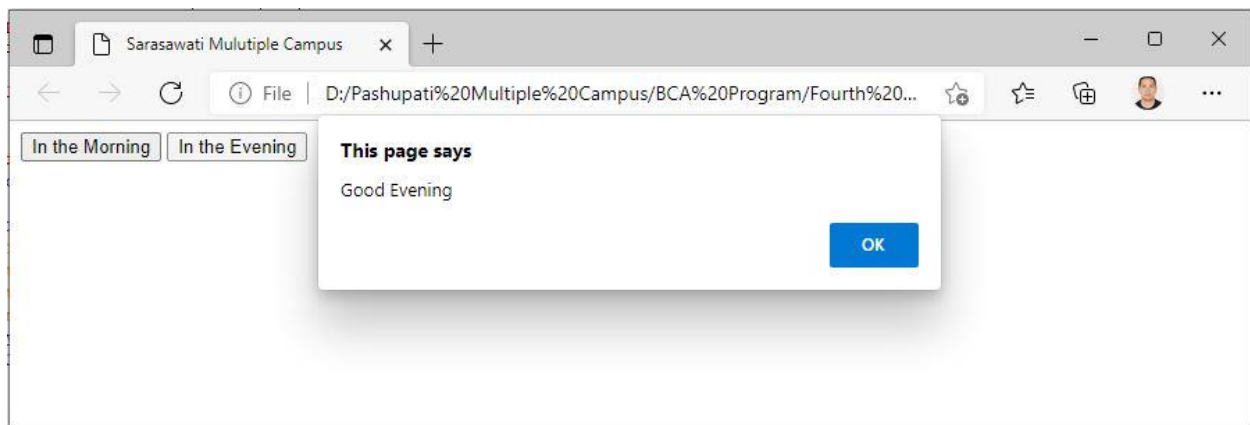 Sarasawati Mulutiple Campus
File D:/Pashupati%20Multiple%20Campus/BCA%20Program/Fourth%20...
In the Morning In the Evening
This page says
Good Evening
OK